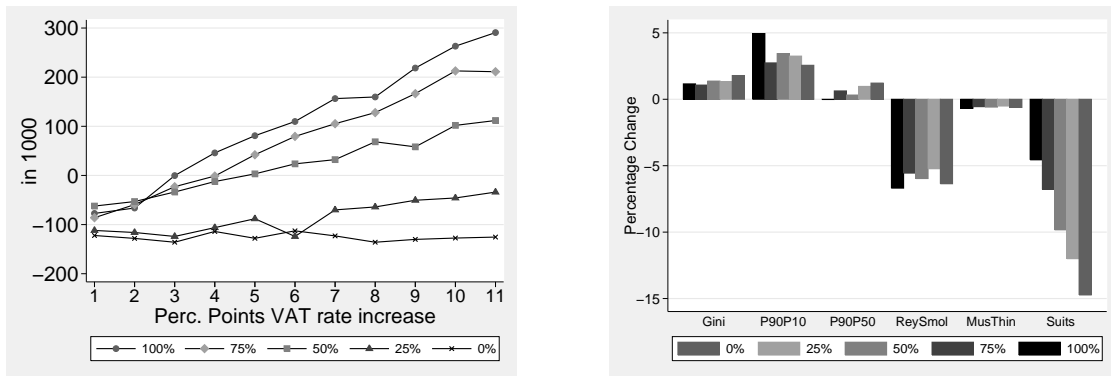 in 1000
300
200
100
0
−100
−200
1 2 3 4 5 6 7 8 9 10 11
Perc. Points VAT rate increase
100% 75% 50% 25% 0%
Percentage Change
5
0
−5
−10
−15
Gini P90P10 P90P50 ReySmol MusThin Suits
0% 25% 50% 75% 100%